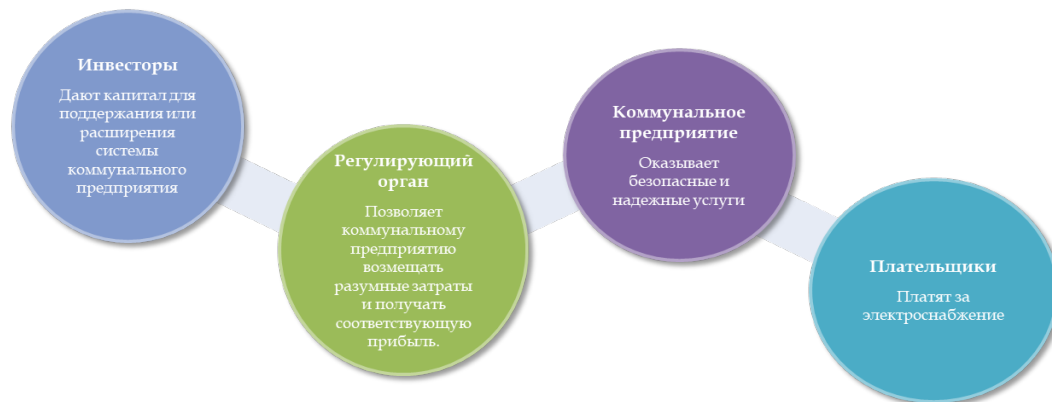 Инвесторы
Дают капитал для
поддержания или
расширения
системы
коммунального
предприятия
Регулирующий
орган
Позволяет
коммунальному
предприятию
возмещать
разумные затраты
и получать
соответствующую
прибыль.
Коммунальное
предприятие
Оказывает
безопасные и
надежные услуги
Плательщики
Платят за
электроснабжение